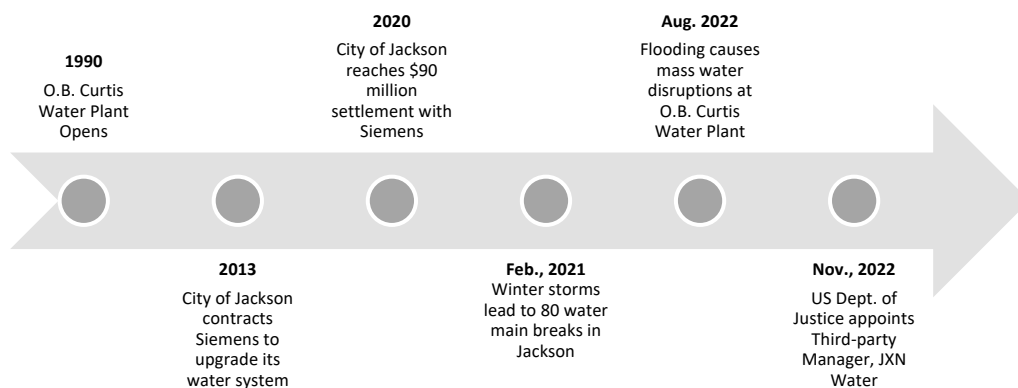 1990
O.B. Curtis
Water Plant
Opens
2013
City of Jackson
contracts
Siemens to
upgrade its
water system
2020
City of Jackson
reaches $90
million
settlement with
Siemens
Feb., 2021
Winter storms
lead to 80 water
main breaks in
Jackson
Aug. 2022
Flooding causes
mass water
disruptions at
O.B. Curtis
Water Plant
Nov., 2022
US Dept. of
Justice appoints
Third-party
Manager, JXN
Water